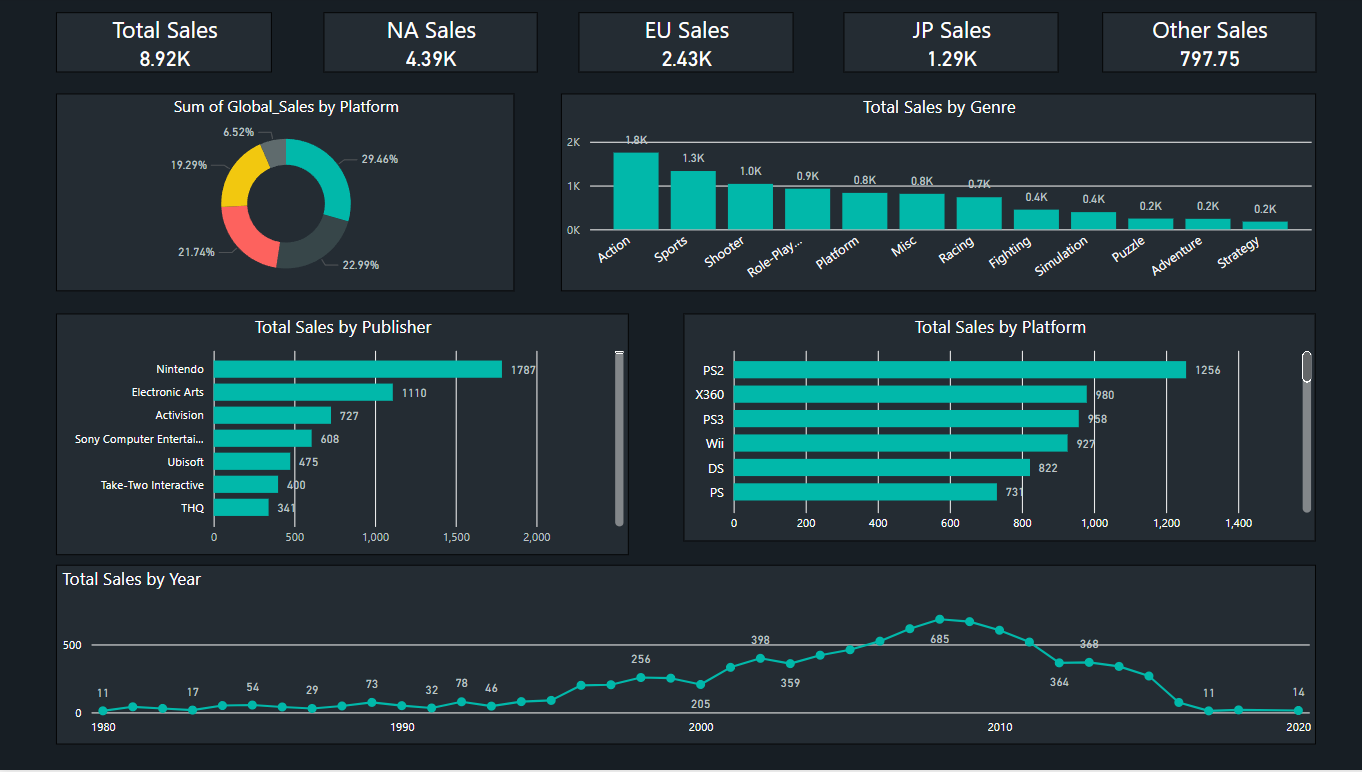 Total Sales
8.92K
NA Sales
4.39K
EU Sales
2.43K
JP Sales
1.29K
Other Sales
797.75
Sum of Global_Sales by Platform
6.52%
29.46%
19.29%
21.74%
22.99%
Total Sales by Genre
2K
1K
0K
1.8K
1.3K
1.0K
0.9K
0.8K
0.8K
0.7K
0.4K
0.4K
0.2K
0.2K
0.2K
Action
Sports
Shooter
Role-Play...
Platform
Misc
Racing
Fighting
Simulation
Puzzle
Adventure
Strategy
Total Sales by Publisher
Nintendo 1787
Electronic Arts 1110
Activision 727
Sony Computer Entertai... 608
Ubisoft 475
Take-Two Interactive 400
THQ 341
0 500 1,000 1,500 2,000
Total Sales by Platform
PS2 1256
X360 980
PS3 958
Wii 927
DS 822
PS 731
0 200 400 600 800 1,000 1,200 1,400
Total Sales by Year
500
0
11
17
54
29
73
32
78
46
256
205
398
359
685
364
368
11
14
1980 1990 2000 2010 2020